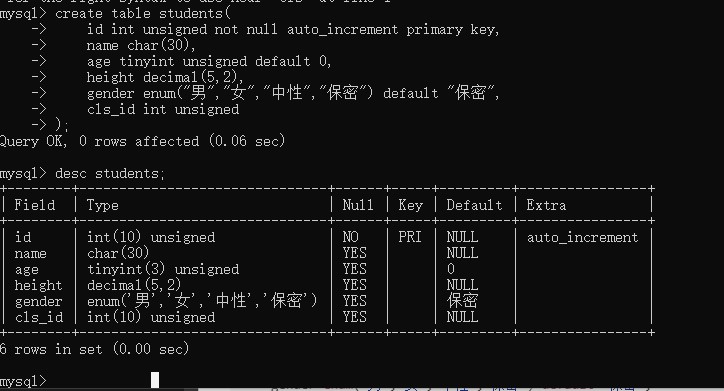 mysql> create table students(
    ->     id int unsigned not null auto_increment primary key,
    ->     name char(30),
    ->     age tinyint unsigned default 0,
    ->     height decimal(5,2),
    ->     gender enum("男","女","中性","保密") default "保密",
    ->     cls_id int unsigned
    -> );
Query OK, 0 rows affected (0.06 sec)
mysql> desc students;
+--------+-------------------------------------+------+-----+---------+----------------+
| Field | Type | Null | Key | Default | Extra |
+--------+-------------------------------------+------+-----+---------+----------------+
| id | int(10) unsigned | NO | PRI | NULL | auto_increment |
| name | char(30) | YES | | NULL | |
| age | tinyint(3) unsigned | YES | | 0 | |
| height | decimal(5,2) | YES | | NULL | |
| gender | enum('男','女','中性','保密') | YES | | 保密 | |
| cls_id | int(10) unsigned | YES | | NULL | |
+--------+-------------------------------------+------+-----+---------+----------------+
6 rows in set (0.00 sec)
mysql>